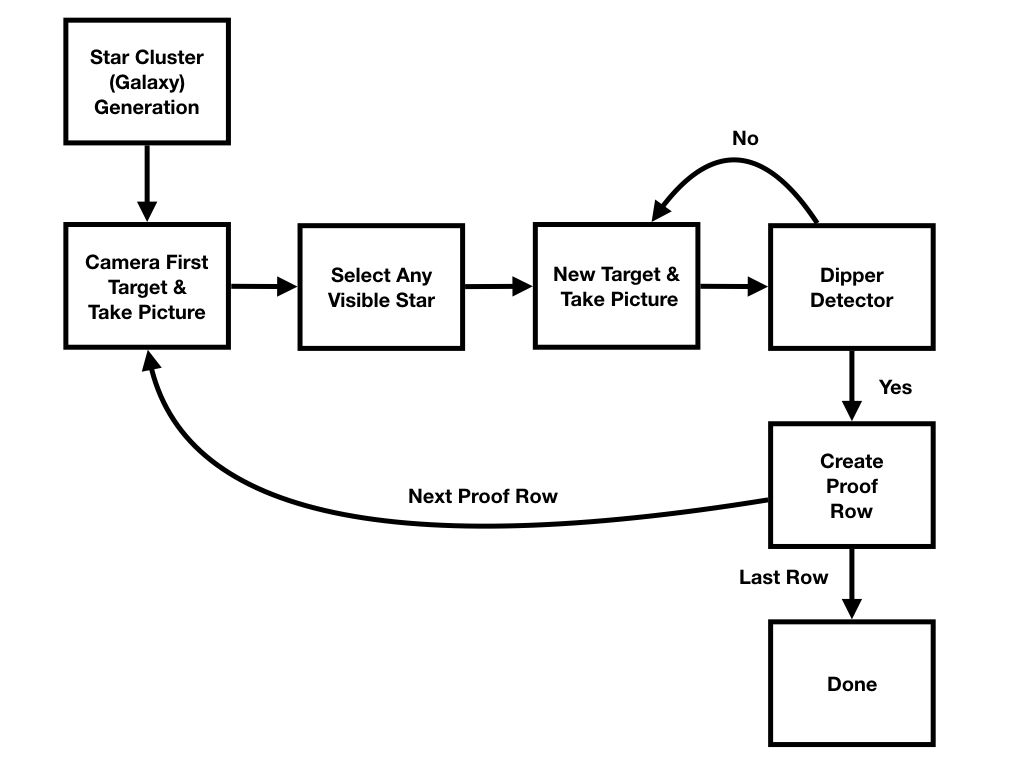 Star Cluster
(Galaxy)
Generation
No
Camera First
Target &
Take Picture
Select Any
Visible Star
New Target &
Take Picture
Dipper
Detector
Yes
Create
Proof
Row
Next Proof Row
Last Row
Done